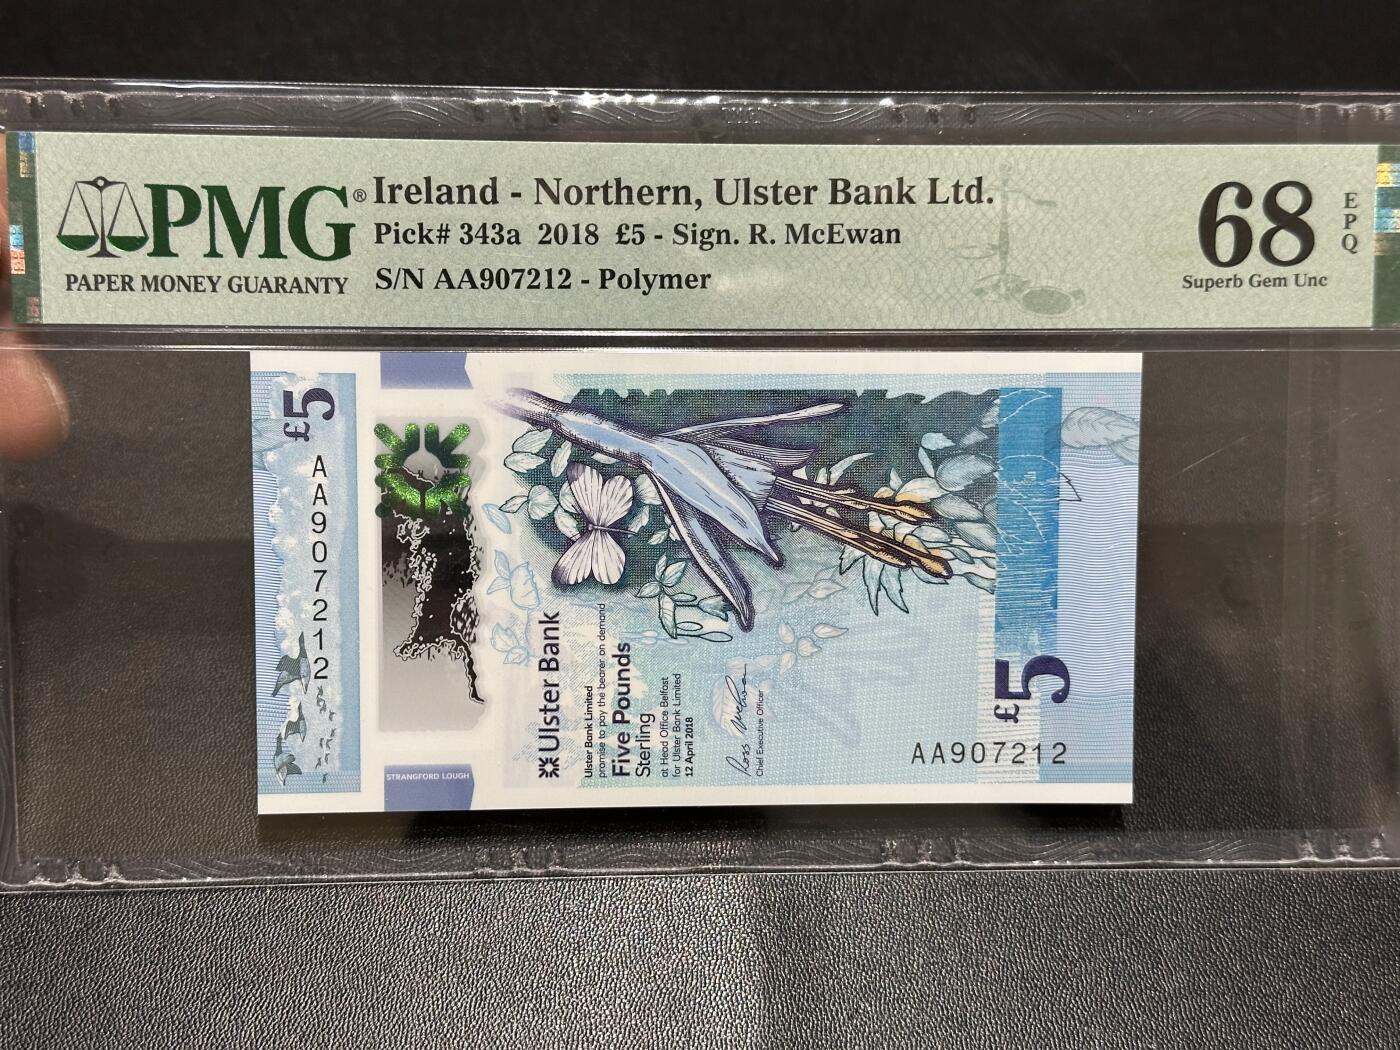 PMG®
PAPER MONEY GUARANTY
Ireland - Northern, Ulster Bank Ltd.
Pick# 343a 2018 £5 - Sign. R. McEwan
S/N AA907212 - Polymer
68
EPQ
Superb Gem Unc
£5
AA907212
STRANGFORD LOUGH
Ulster Bank
Ulster Bank Limited
promise to pay the bearer on demand
Five Pounds
Sterling
at Head Office Belfast
for Ulster Bank Limited
12 April 2018
Ross McEwan
Chief Executive Officer
£5
AA907212